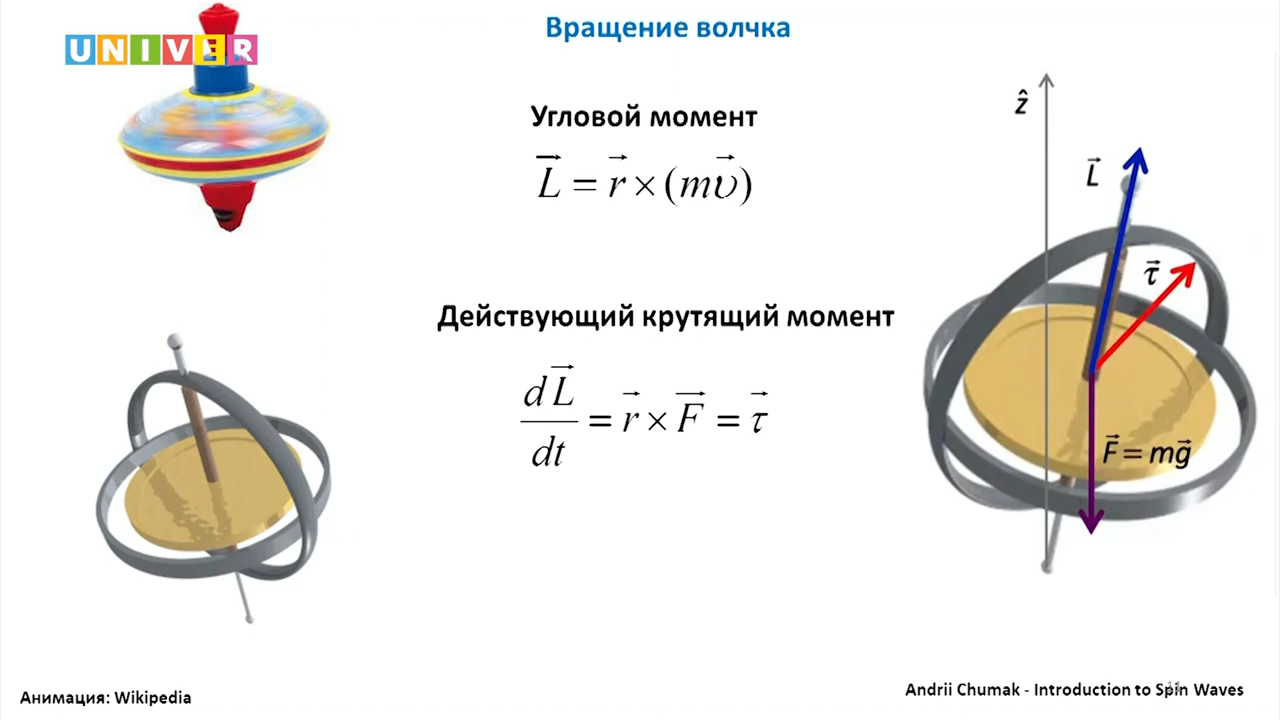 Вращение волчка
UNIVER
Угловой момент
L⃗ = r⃗ × (mυ⃗)
Действующий крутящий момент
dL⃗/dt = r⃗ × F⃗ = τ⃗
ẑ
L⃗
τ⃗
F⃗ = mg⃗
Анимация: Wikipedia
Andrii Chumak - Introduction to Spin Waves
11